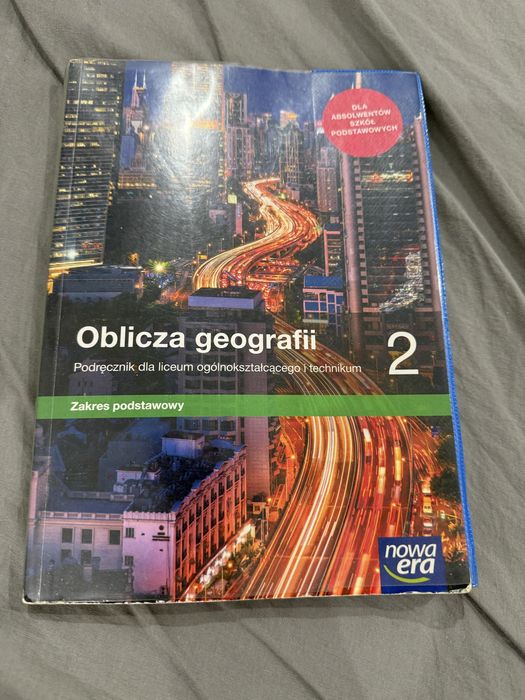 DLA
ABSOLWENTÓW
SZKÓŁ
PODSTAWOWYCH
Oblicza geografii 2
Podręcznik dla liceum ogólnokształcącego i technikum
Zakres podstawowy
nowa
era